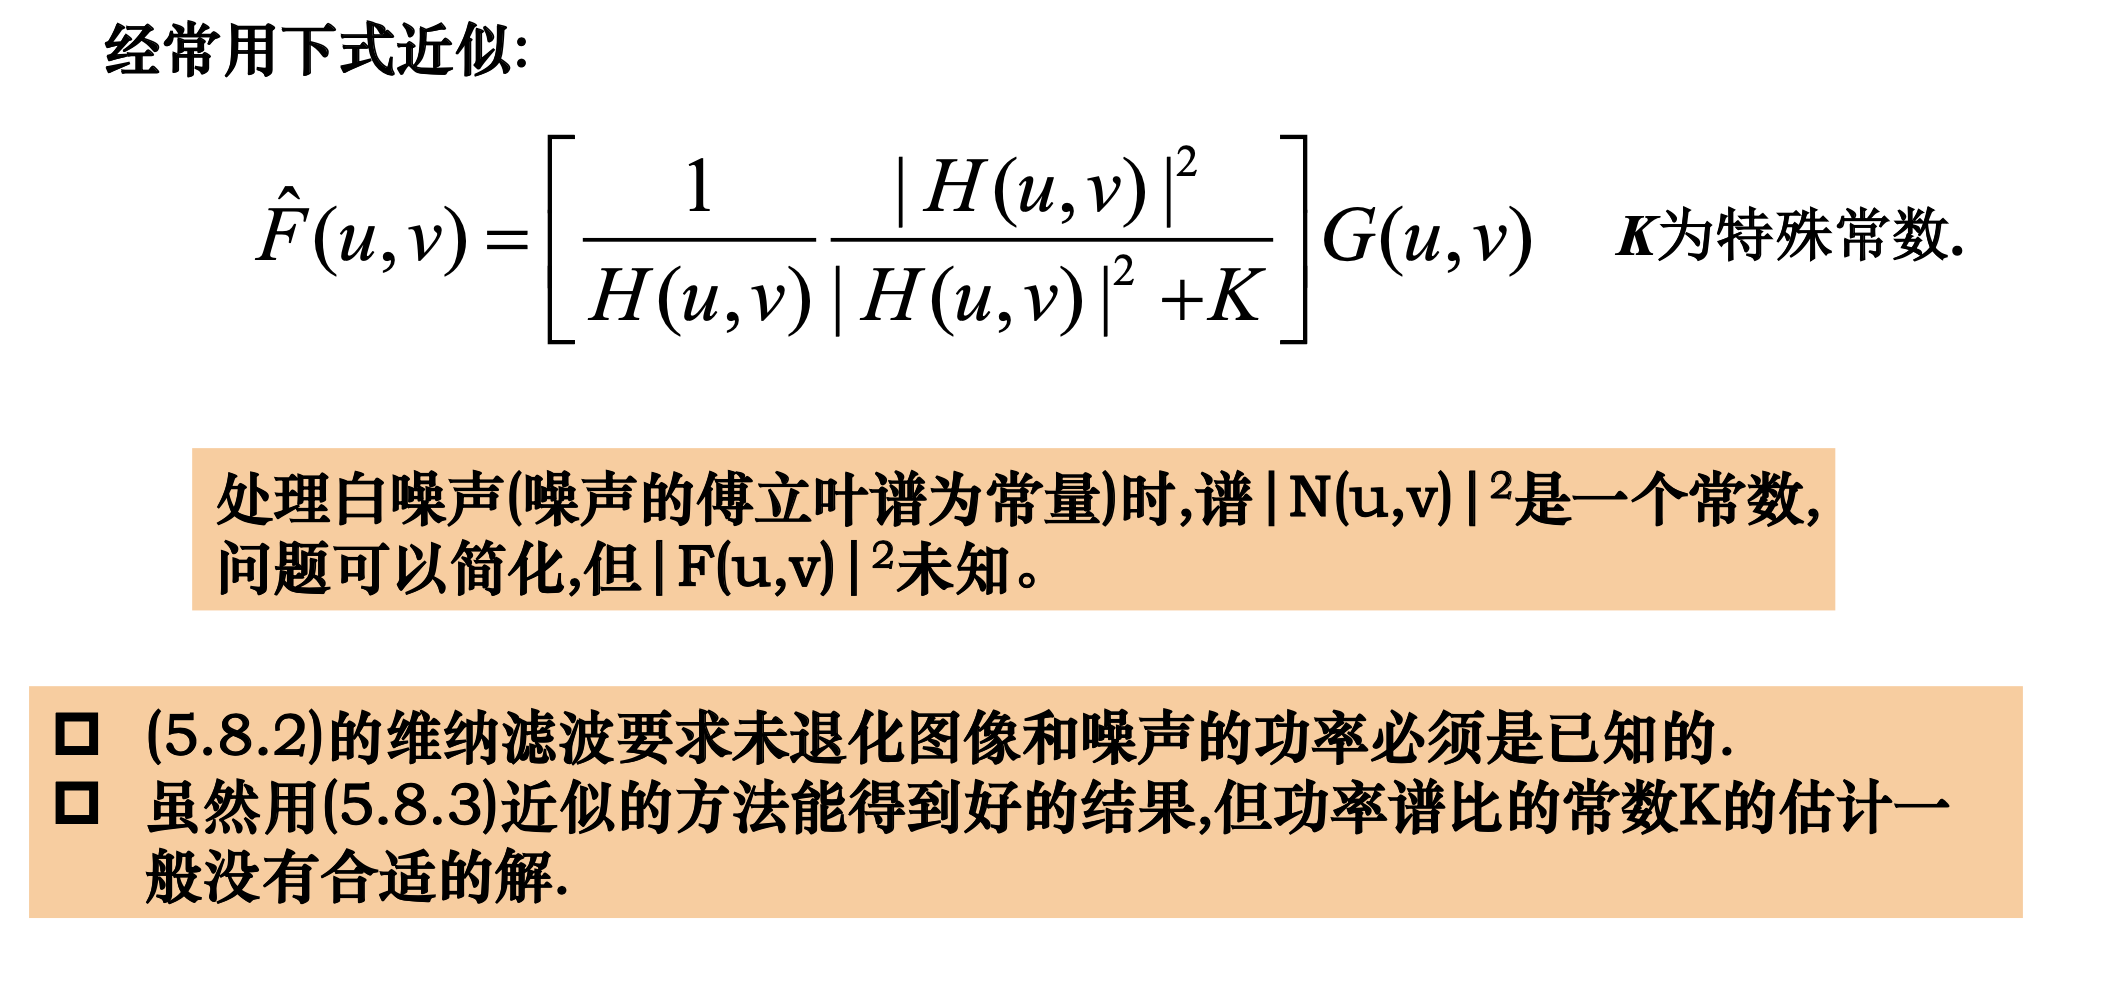 经常用下式近似:
F̂(u,v) = [ 1/H(u,v) |H(u,v)|²/(|H(u,v)|²+K) ] G(u,v) K为特殊常数.
处理白噪声(噪声的傅立叶谱为常量)时,谱|N(u,v)|²是一个常数,
问题可以简化,但|F(u,v)|²未知。
(5.8.2)的维纳滤波要求未退化图像和噪声的功率必须是已知的.
虽然用(5.8.3)近似的方法能得到好的结果,但功率谱比的常数K的估计一
般没有合适的解.